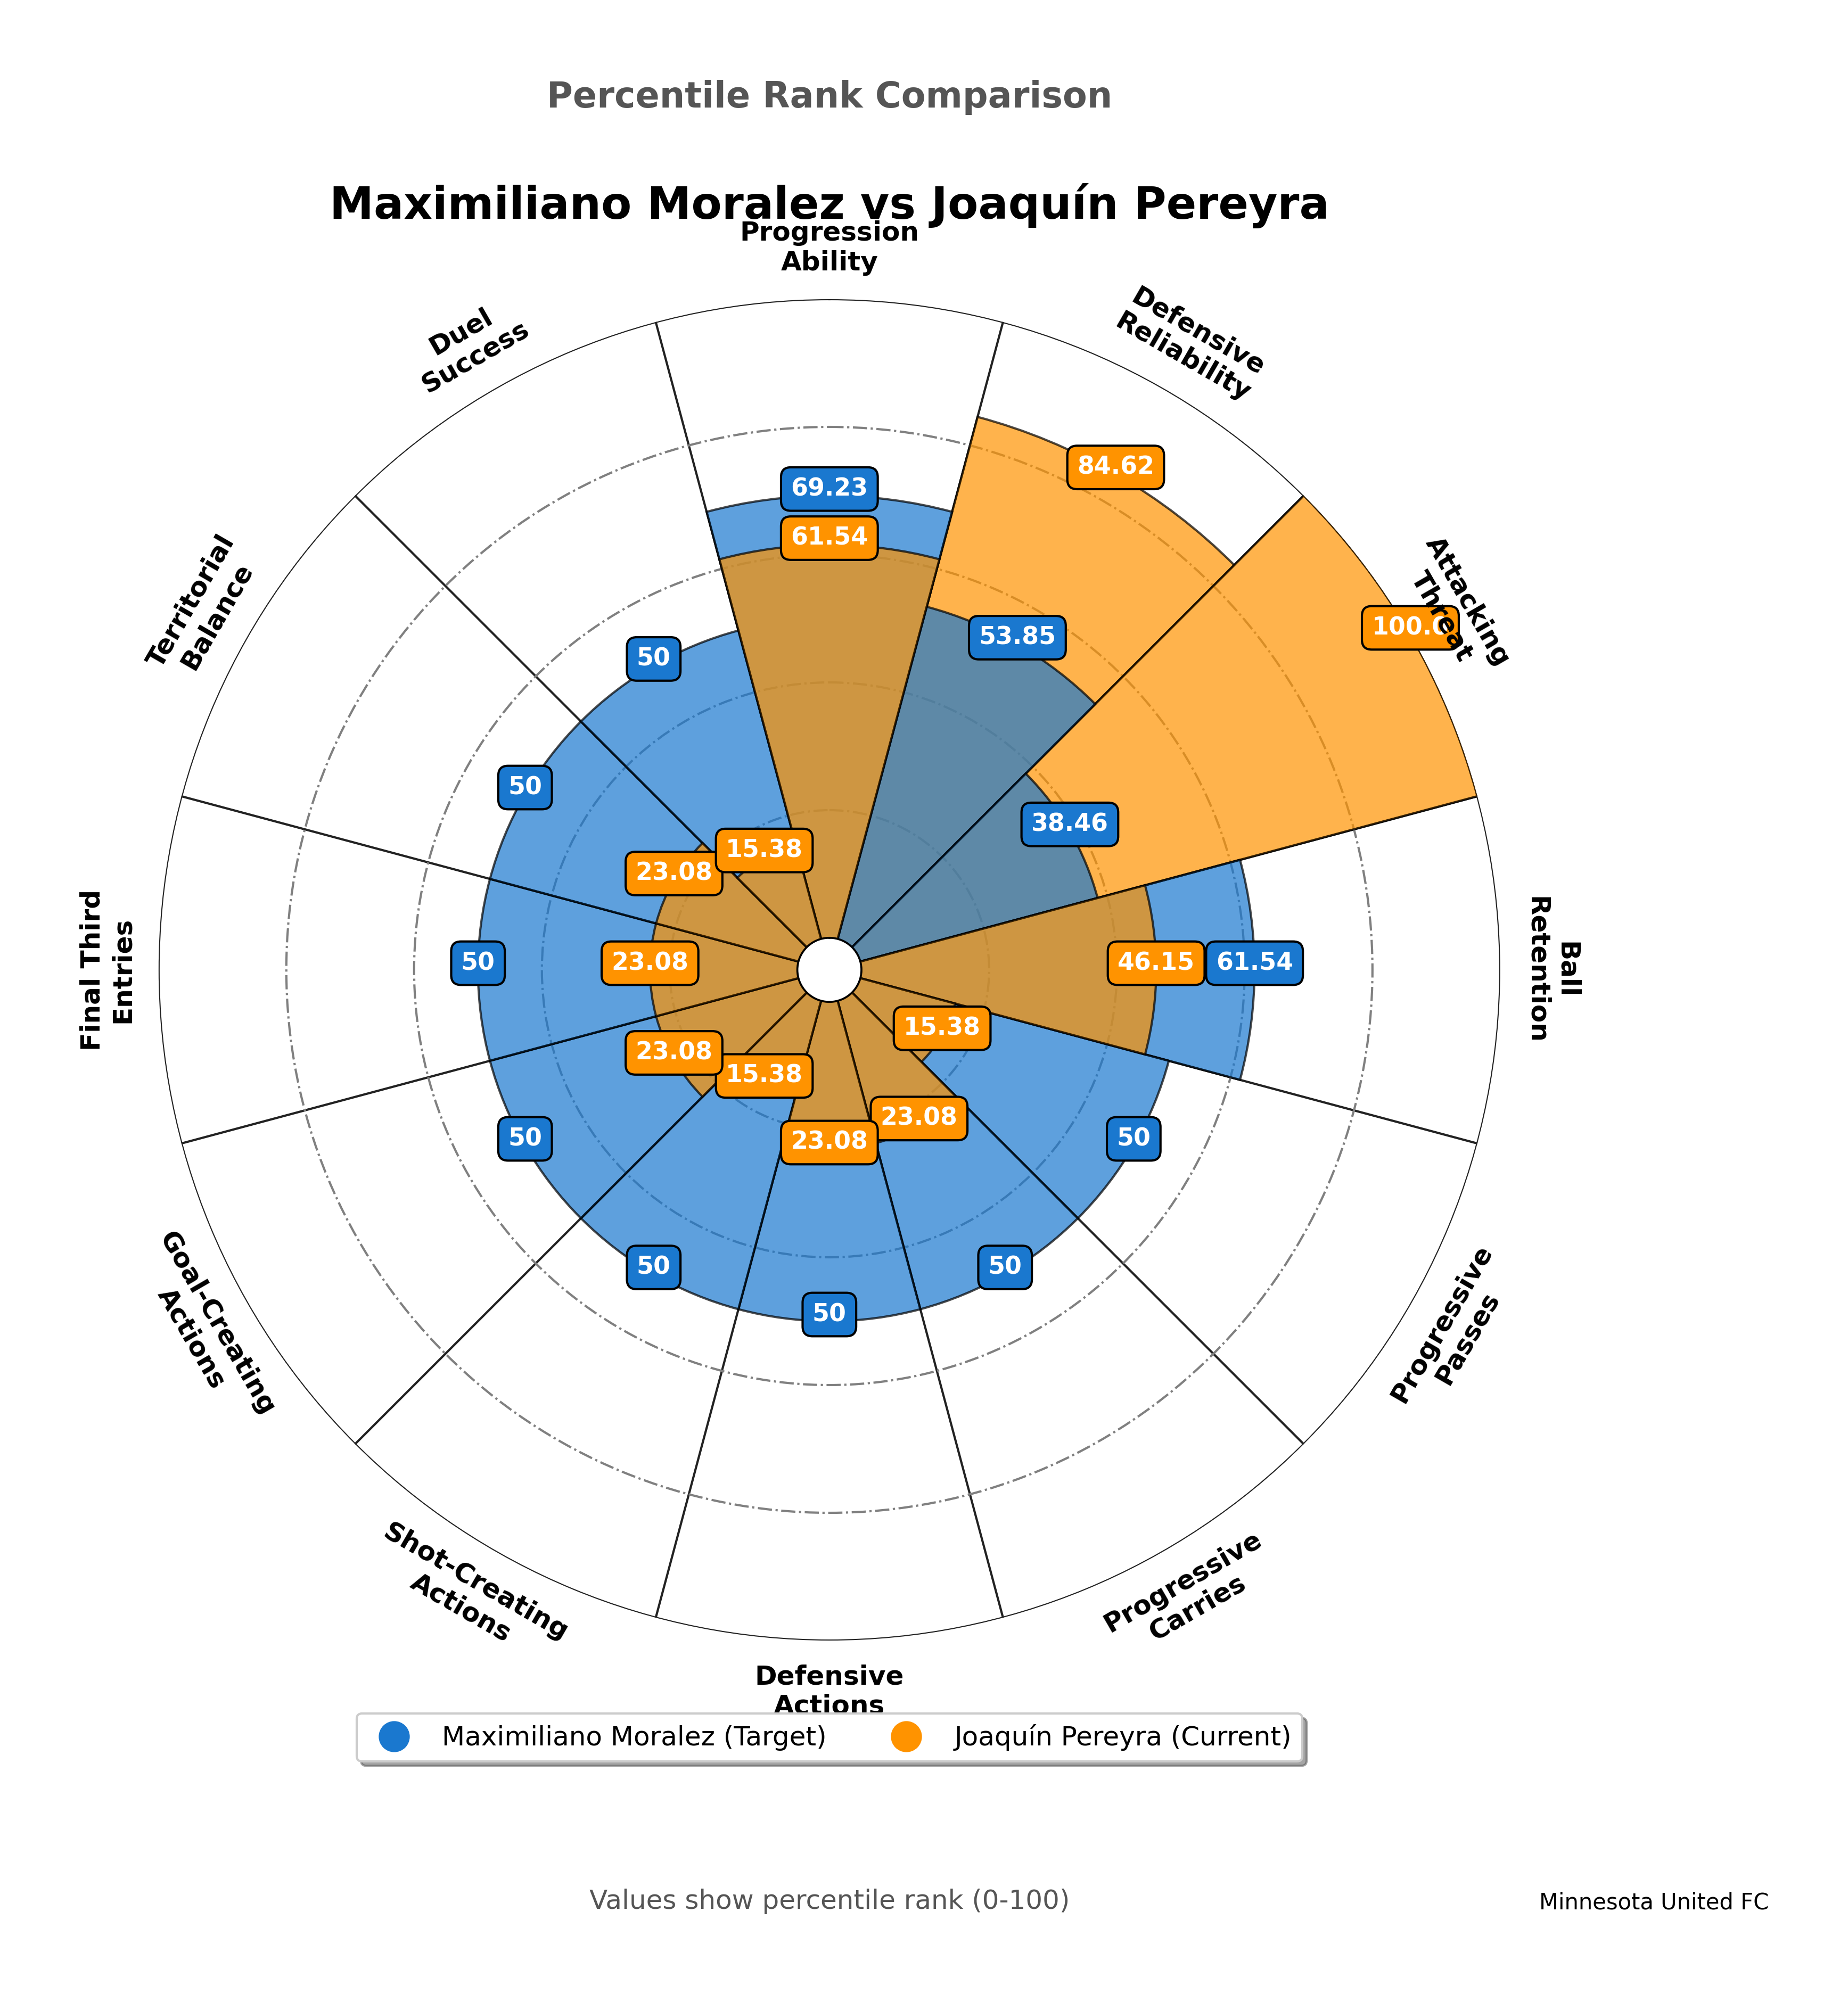 Percentile Rank Comparison
Maximiliano Moralez vs Joaquín Pereyra
Progression
Ability
Defensive
Reliability
Attacking
Threat
Ball
Retention
Progressive
Passes
Progressive
Carries
Defensive
Actions
Shot-Creating
Actions
Goal-Creating
Actions
Final Third
Entries
Territorial
Balance
Duel
Success
69.23
61.54
84.62
53.85
100.0
38.46
46.15
61.54
15.38
50
23.08
50
23.08
50
15.38
50
23.08
50
23.08
50
23.08
50
15.38
50
Maximiliano Moralez (Target)
Joaquín Pereyra (Current)
Values show percentile rank (0-100)
Minnesota United FC